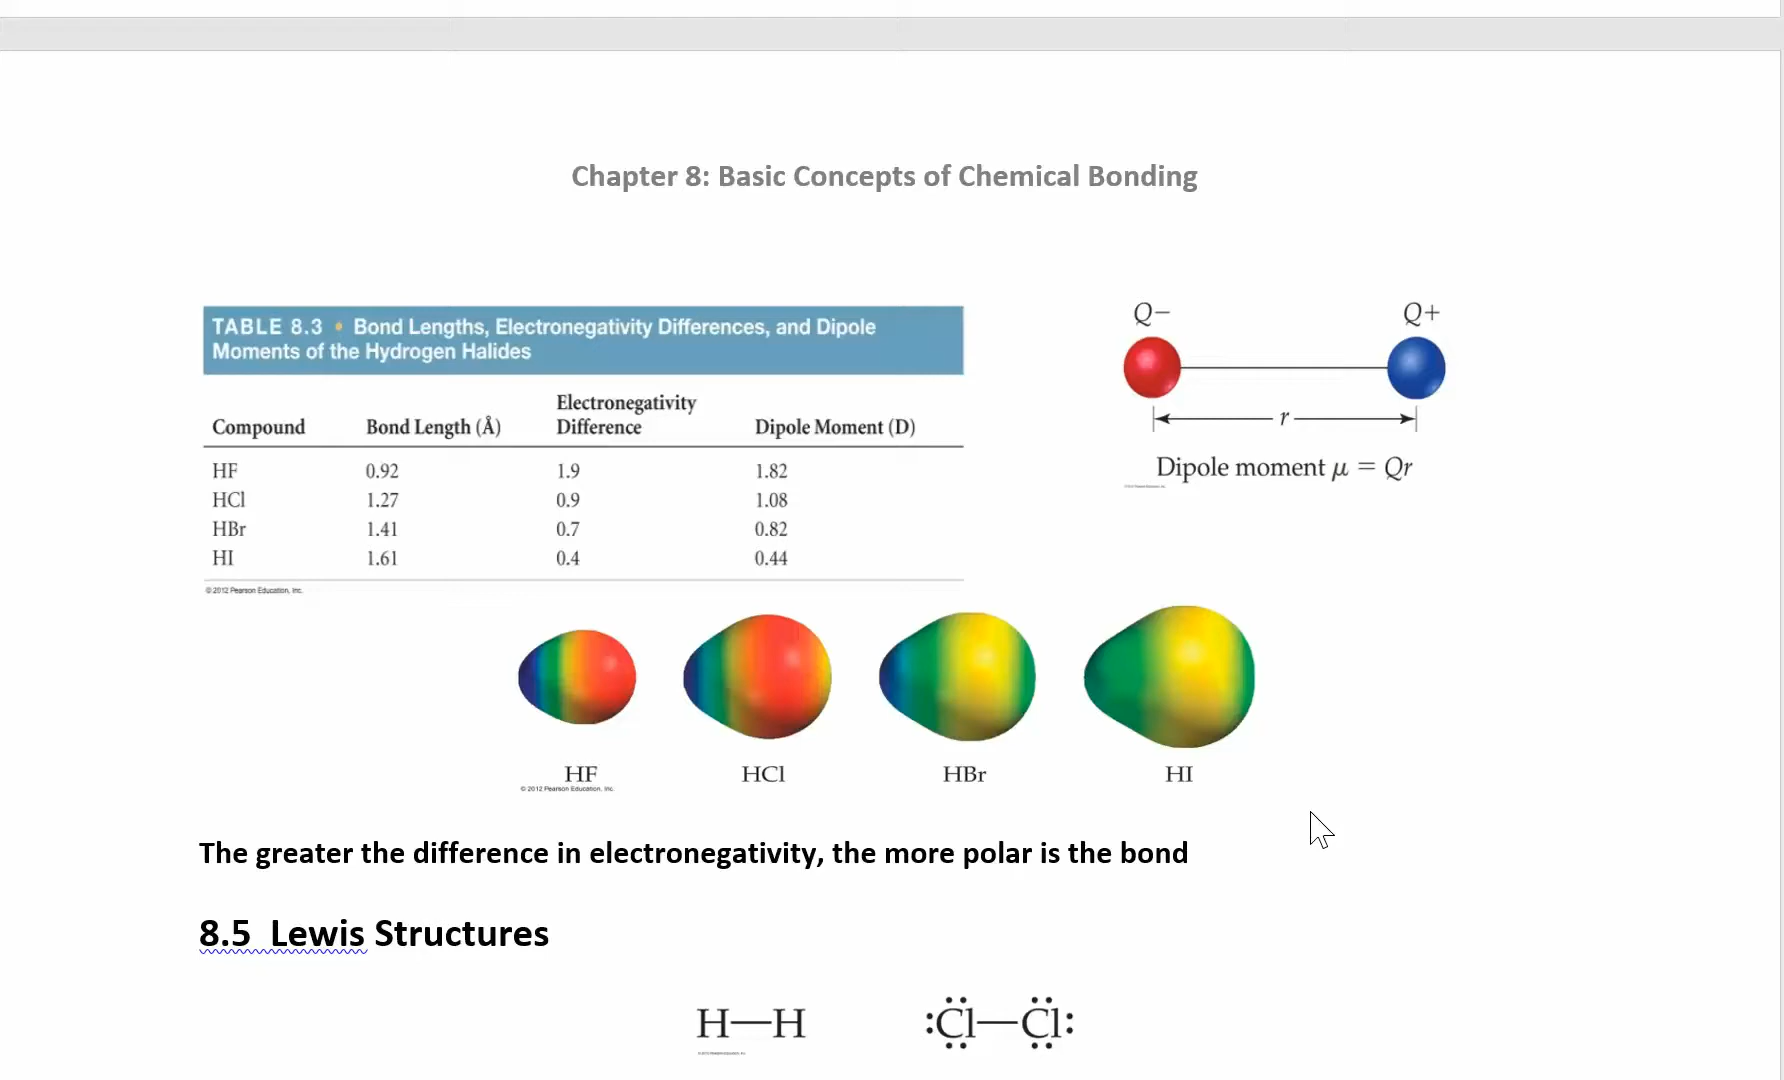 Chapter 8: Basic Concepts of Chemical Bonding
TABLE 8.3 • Bond Lengths, Electronegativity Differences, and Dipole
Moments of the Hydrogen Halides
Compound Bond Length (Å) Electronegativity Difference Dipole Moment (D)
HF 0.92 1.9 1.82
HCl 1.27 0.9 1.08
HBr 1.41 0.7 0.82
HI 1.61 0.4 0.44
© 2012 Pearson Education, Inc.
Q− Q+
r
Dipole moment μ = Qr
HF HCl HBr HI
© 2012 Pearson Education, Inc.
The greater the difference in electronegativity, the more polar is the bond
8.5 Lewis Structures
H—H :Cl—Cl: